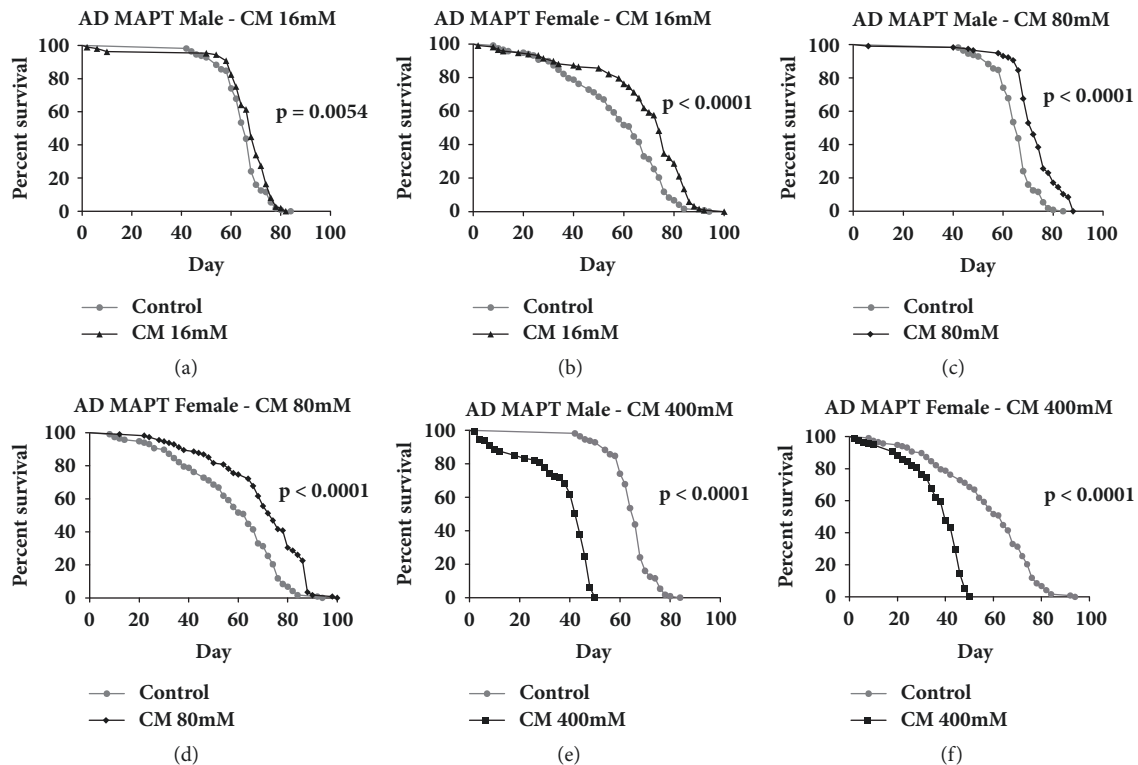 AD MAPT Male - CM 16mM
Percent survival
100
80
60
40
20
0
p = 0.0054
0 20 40 60 80 100
Day
Control
CM 16mM
(a)
AD MAPT Female - CM 16mM
Percent survival
100
80
60
40
20
0
p < 0.0001
0 20 40 60 80 100
Day
Control
CM 16mM
(b)
AD MAPT Male - CM 80mM
Percent survival
100
80
60
40
20
0
p < 0.0001
0 20 40 60 80 100
Day
Control
CM 80mM
(c)
AD MAPT Female - CM 80mM
Percent survival
100
80
60
40
20
0
p < 0.0001
0 20 40 60 80 100
Day
Control
CM 80mM
(d)
AD MAPT Male - CM 400mM
Percent survival
100
80
60
40
20
0
p < 0.0001
0 20 40 60 80 100
Day
Control
CM 400mM
(e)
AD MAPT Female - CM 400mM
Percent survival
100
80
60
40
20
0
p < 0.0001
0 20 40 60 80 100
Day
Control
CM 400mM
(f)